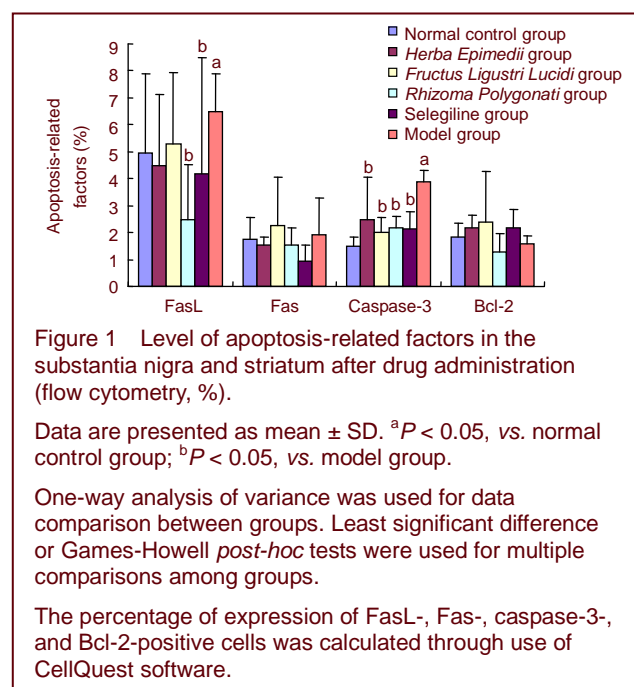 9
8
7
6
5
4
3
2
1
0
Apoptosis-related
factors (%)
Normal control group
Herba Epimedii group
Fructus Ligustri Lucidi group
Rhizoma Polygonati group
Selegiline group
Model group
b
a
b
b
b
b
b
a
FasL
Fas
Caspase-3
Bcl-2
Figure 1 Level of apoptosis-related factors in the
substantia nigra and striatum after drug administration
(flow cytometry, %).
Data are presented as mean ± SD. ᵃP < 0.05, vs. normal
control group; ᵇP < 0.05, vs. model group.
One-way analysis of variance was used for data
comparison between groups. Least significant difference
or Games-Howell post-hoc tests were used for multiple
comparisons among groups.
The percentage of expression of FasL-, Fas-, caspase-3-,
and Bcl-2-positive cells was calculated through use of
CellQuest software.